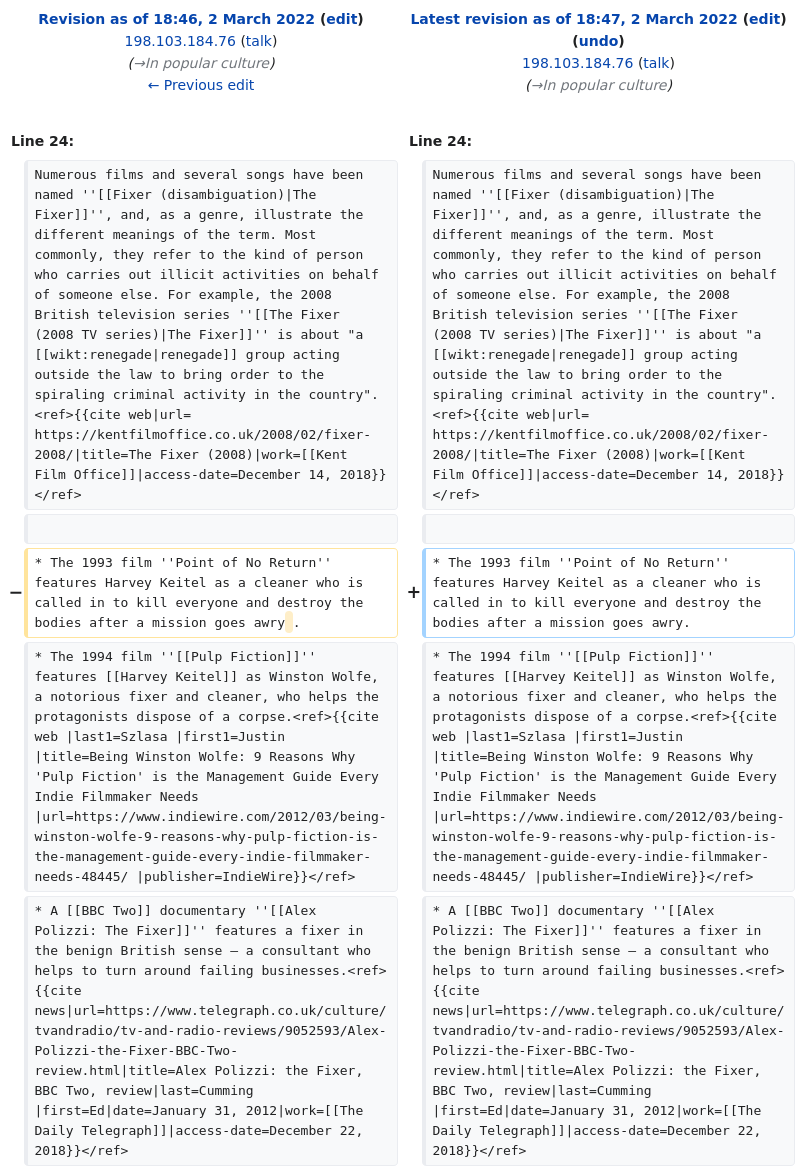 Revision as of 18:46, 2 March 2022 (edit)
198.103.184.76 (talk)
(→In popular culture)
← Previous edit
Latest revision as of 18:47, 2 March 2022 (edit)
(undo)
198.103.184.76 (talk)
(→In popular culture)
Line 24:
Line 24:
Numerous films and several songs have been
named ''[[Fixer (disambiguation)|The
Fixer]]'', and, as a genre, illustrate the
different meanings of the term. Most
commonly, they refer to the kind of person
who carries out illicit activities on behalf
of someone else. For example, the 2008
British television series ''[[The Fixer
(2008 TV series)|The Fixer]]'' is about "a
[[wikt:renegade|renegade]] group acting
outside the law to bring order to the
spiraling criminal activity in the country".
<ref>{{cite web|url=
https://kentfilmoffice.co.uk/2008/02/fixer-
2008/|title=The Fixer (2008)|work=[[Kent
Film Office]]|access-date=December 14, 2018}}
</ref>
Numerous films and several songs have been
named ''[[Fixer (disambiguation)|The
Fixer]]'', and, as a genre, illustrate the
different meanings of the term. Most
commonly, they refer to the kind of person
who carries out illicit activities on behalf
of someone else. For example, the 2008
British television series ''[[The Fixer
(2008 TV series)|The Fixer]]'' is about "a
[[wikt:renegade|renegade]] group acting
outside the law to bring order to the
spiraling criminal activity in the country".
<ref>{{cite web|url=
https://kentfilmoffice.co.uk/2008/02/fixer-
2008/|title=The Fixer (2008)|work=[[Kent
Film Office]]|access-date=December 14, 2018}}
</ref>
−
* The 1993 film ''Point of No Return''
features Harvey Keitel as a cleaner who is
called in to kill everyone and destroy the
bodies after a mission goes awry .
+
* The 1993 film ''Point of No Return''
features Harvey Keitel as a cleaner who is
called in to kill everyone and destroy the
bodies after a mission goes awry.
* The 1994 film ''[[Pulp Fiction]]''
features [[Harvey Keitel]] as Winston Wolfe,
a notorious fixer and cleaner, who helps the
protagonists dispose of a corpse.<ref>{{cite
web |last1=Szlasa |first1=Justin
|title=Being Winston Wolfe: 9 Reasons Why
'Pulp Fiction' is the Management Guide Every
Indie Filmmaker Needs
|url=https://www.indiewire.com/2012/03/being-
winston-wolfe-9-reasons-why-pulp-fiction-is-
the-management-guide-every-indie-filmmaker-
needs-48445/ |publisher=IndieWire}}</ref>
* The 1994 film ''[[Pulp Fiction]]''
features [[Harvey Keitel]] as Winston Wolfe,
a notorious fixer and cleaner, who helps the
protagonists dispose of a corpse.<ref>{{cite
web |last1=Szlasa |first1=Justin
|title=Being Winston Wolfe: 9 Reasons Why
'Pulp Fiction' is the Management Guide Every
Indie Filmmaker Needs
|url=https://www.indiewire.com/2012/03/being-
winston-wolfe-9-reasons-why-pulp-fiction-is-
the-management-guide-every-indie-filmmaker-
needs-48445/ |publisher=IndieWire}}</ref>
* A [[BBC Two]] documentary ''[[Alex
Polizzi: The Fixer]]'' features a fixer in
the benign British sense – a consultant who
helps to turn around failing businesses.<ref>
{{cite
news|url=https://www.telegraph.co.uk/culture/
tvandradio/tv-and-radio-reviews/9052593/Alex-
Polizzi-the-Fixer-BBC-Two-
review.html|title=Alex Polizzi: the Fixer,
BBC Two, review|last=Cumming
|first=Ed|date=January 31, 2012|work=[[The
Daily Telegraph]]|access-date=December 22,
2018}}</ref>
* A [[BBC Two]] documentary ''[[Alex
Polizzi: The Fixer]]'' features a fixer in
the benign British sense – a consultant who
helps to turn around failing businesses.<ref>
{{cite
news|url=https://www.telegraph.co.uk/culture/
tvandradio/tv-and-radio-reviews/9052593/Alex-
Polizzi-the-Fixer-BBC-Two-
review.html|title=Alex Polizzi: the Fixer,
BBC Two, review|last=Cumming
|first=Ed|date=January 31, 2012|work=[[The
Daily Telegraph]]|access-date=December 22,
2018}}</ref>